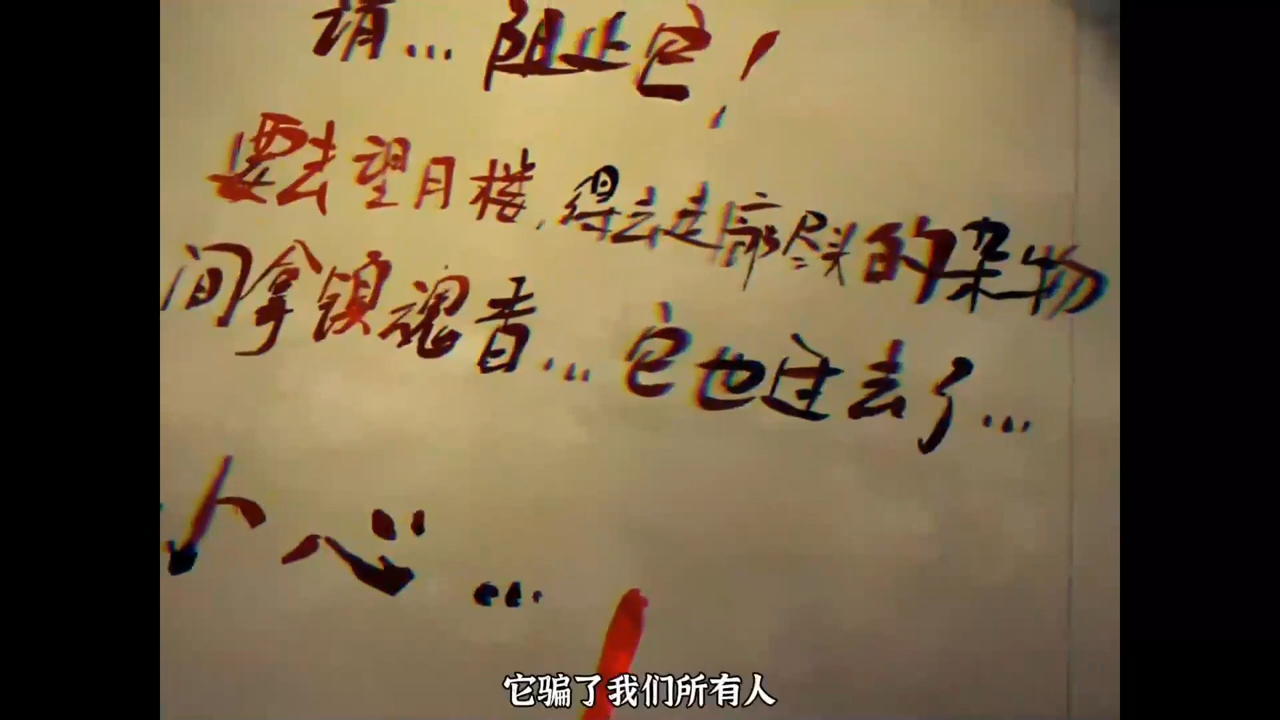 请...阻止它！
要去望月楼,得去走廊尽头的杂物
间拿镇魂香...它也过去了...
小心...
它骗了我们所有人